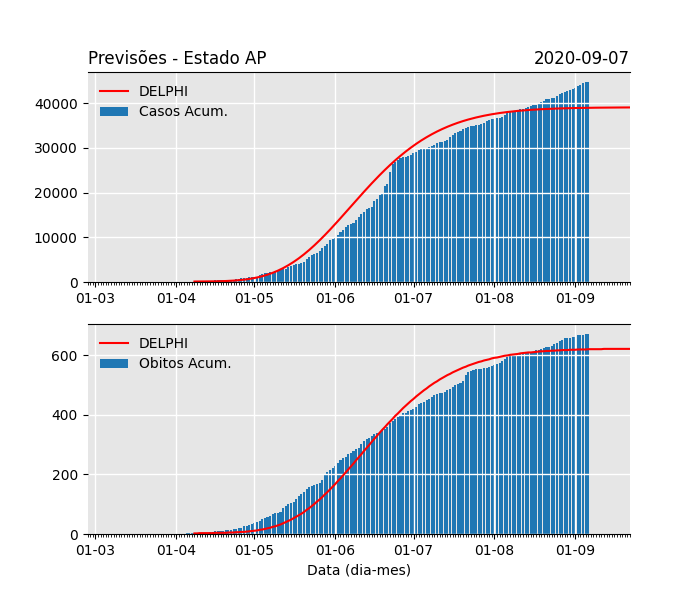 Previsões - Estado AP 2020-09-07
DELPHI
Casos Acum.
40000
30000
20000
10000
0
01-03 01-04 01-05 01-06 01-07 01-08 01-09
DELPHI
Obitos Acum.
600
400
200
0
01-03 01-04 01-05 01-06 01-07 01-08 01-09
Data (dia-mes)